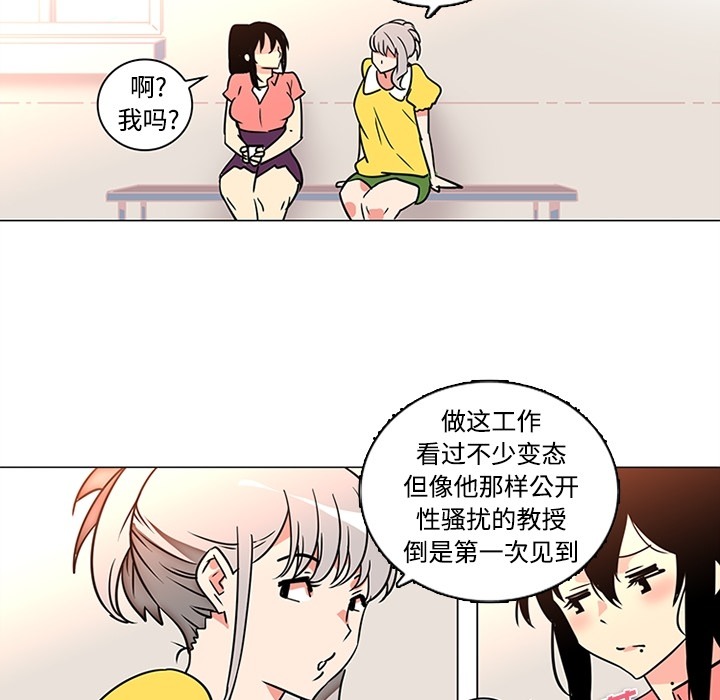 啊?
我吗?
做这工作
看过不少变态
但像他那样公开
性骚扰的教授
倒是第一次见到